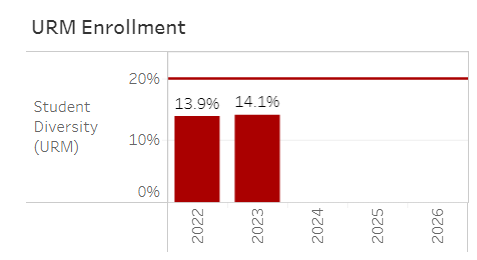 URM Enrollment
20%
13.9% 14.1%
Student
Diversity
(URM)
10%
0%
2022 2023 2024 2025 2026